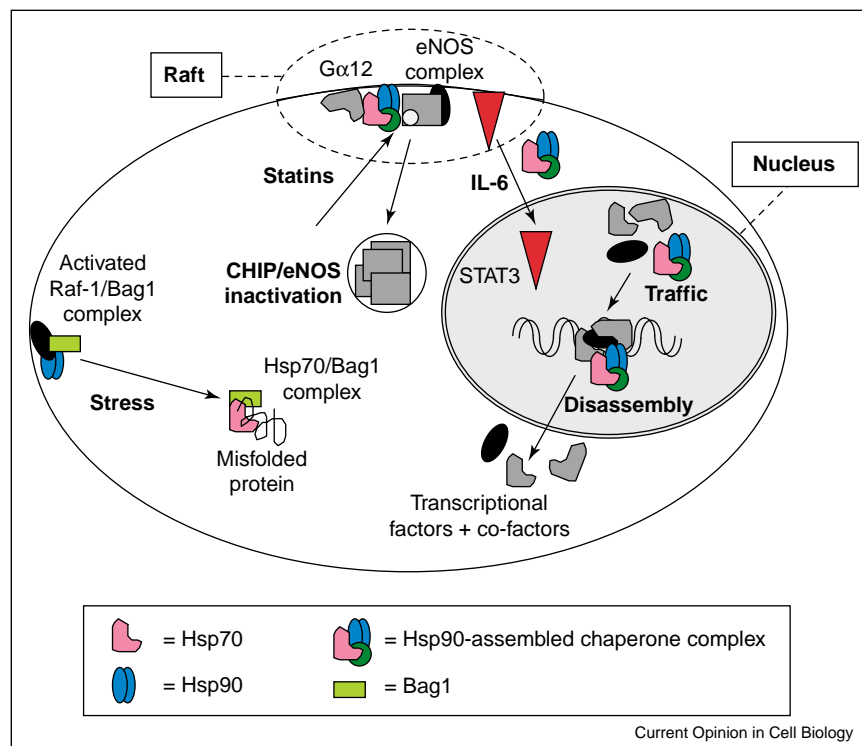 eNOS
complex
Gα12
Raft
Nucleus
Statins
IL-6
CHIP/eNOS
inactivation
STAT3
Traffic
Activated
Raf-1/Bag1
complex
Hsp70/Bag1
complex
Stress
Disassembly
Misfolded
protein
Transcriptional
factors + co-factors
= Hsp70
= Hsp90-assembled chaperone complex
= Hsp90
= Bag1
Current Opinion in Cell Biology